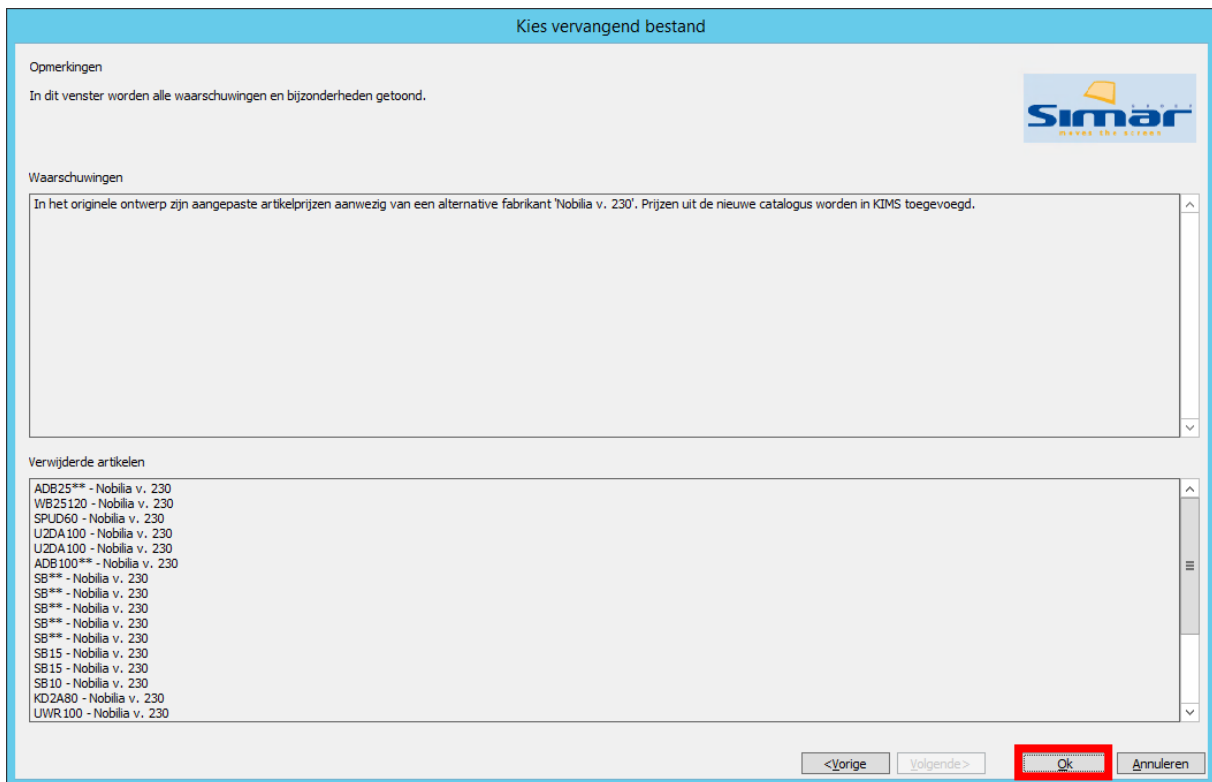 Kies vervangend bestand
Opmerkingen
In dit venster worden alle waarschuwingen en bijzonderheden getoond.
Simar
moves the screen
Waarschuwingen
In het originele ontwerp zijn aangepaste artikelprijzen aanwezig van een alternative fabrikant 'Nobilia v. 230'. Prijzen uit de nieuwe catalogus worden in KIMS toegevoegd.
Verwijderde artikelen
ADB25** - Nobilia v. 230
WB25120 - Nobilia v. 230
SPUD60 - Nobilia v. 230
U2DA100 - Nobilia v. 230
U2DA100 - Nobilia v. 230
ADB100** - Nobilia v. 230
SB** - Nobilia v. 230
SB** - Nobilia v. 230
SB** - Nobilia v. 230
SB** - Nobilia v. 230
SB** - Nobilia v. 230
SB15 - Nobilia v. 230
SB15 - Nobilia v. 230
SB10 - Nobilia v. 230
KD2A80 - Nobilia v. 230
UWR100 - Nobilia v. 230
<Vorige Volgende> Ok Annuleren